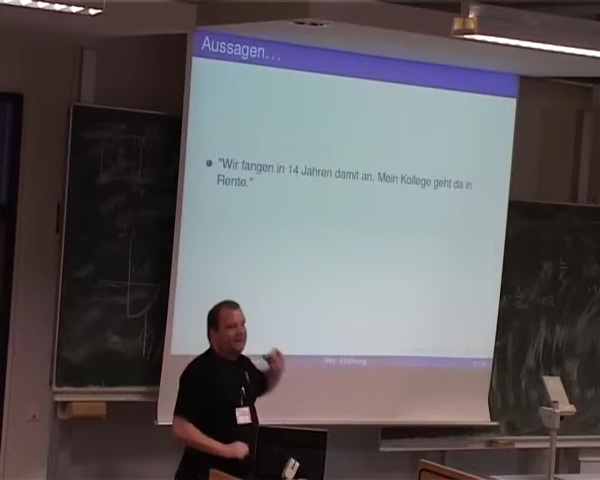 Aussagen...
"Wir fangen in 14 Jahren damit an. Mein Kollege geht da in
Rente."